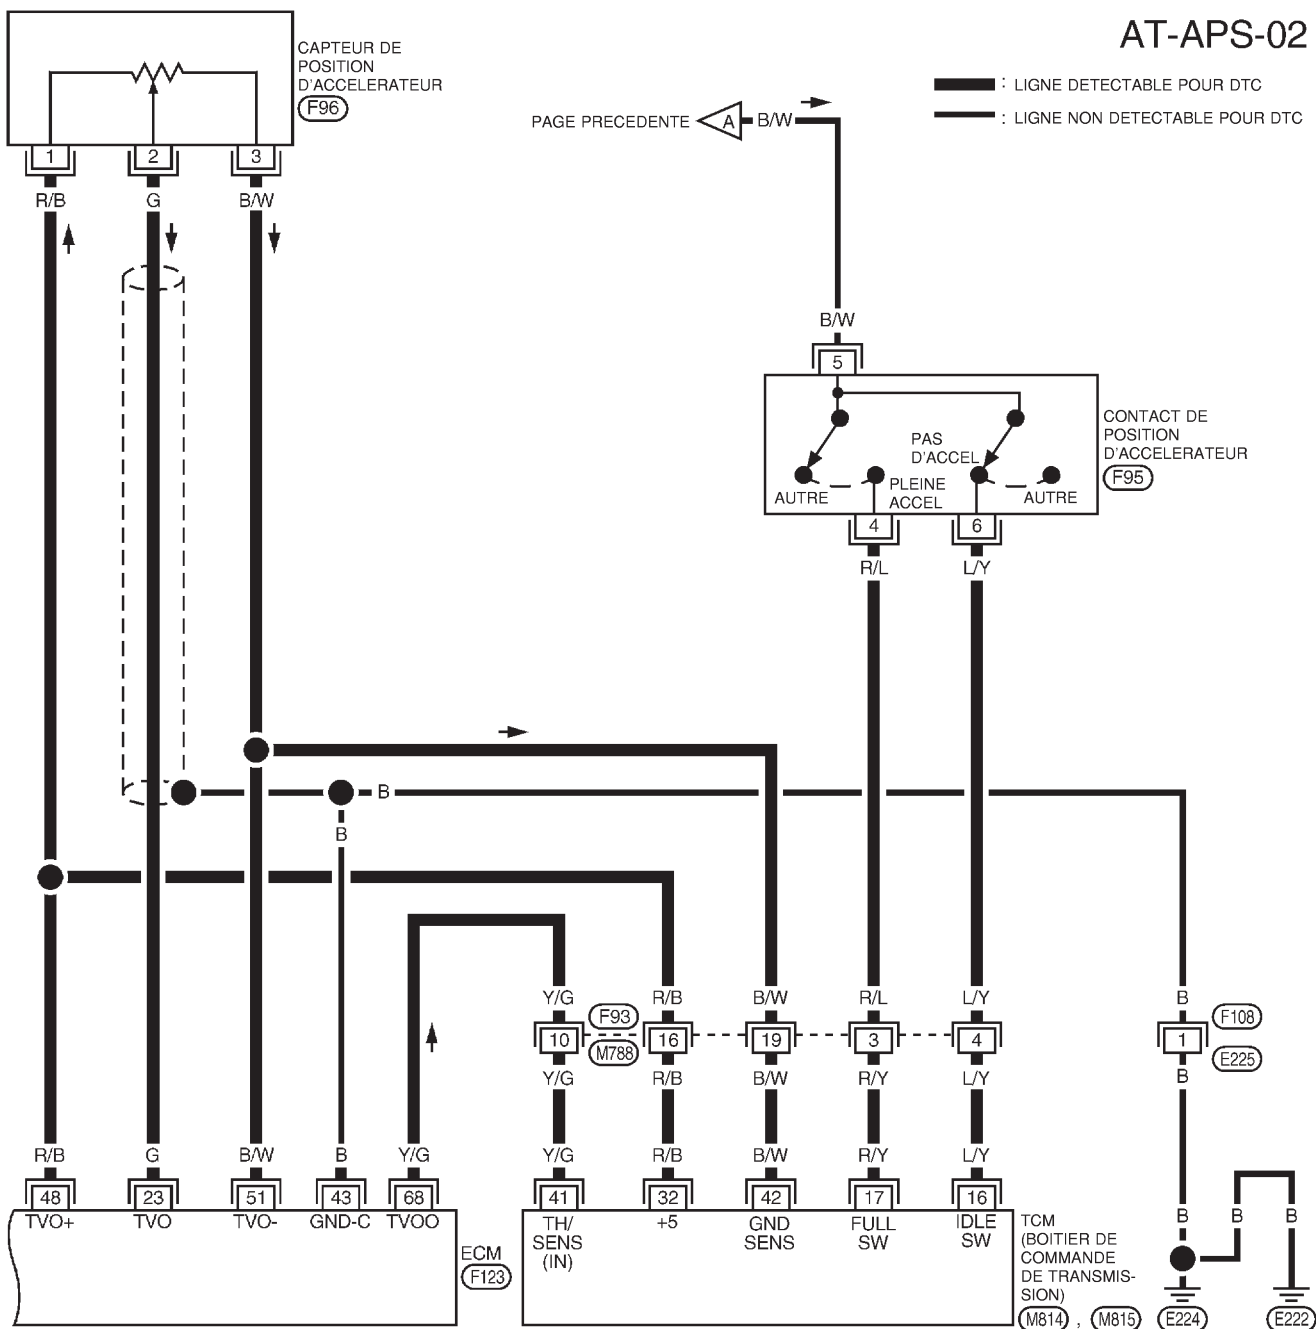 AT-APS-02
CAPTEUR DE
POSITION
D'ACCELERATEUR
F96
: LIGNE DETECTABLE POUR DTC
: LIGNE NON DETECTABLE POUR DTC
PAGE PRECEDENTE A B/W
1 2 3
R/B G B/W
B/W
5
CONTACT DE
POSITION
D'ACCELERATEUR
F95
PAS
D'ACCEL
AUTRE
PLEINE
ACCEL
AUTRE
4 6
R/L L/Y
B
B
Y/G R/B B/W R/L L/Y B
F93
F108
10 16 19 3 4 1
M788
E225
Y/G R/B B/W R/Y L/Y B
R/B G B/W B Y/G Y/G R/B B/W R/Y L/Y
48 23 51 43 68 41 32 42 17 16
TVO+ TVO TVO- GND-C TVOO
ECM
F123
TH/
SENS
(IN)
+5
GND
SENS
FULL
SW
IDLE
SW
TCM
(BOITIER DE
COMMANDE
DE TRANSMIS-
SION)
M814 , M815
B B B
E224 E222